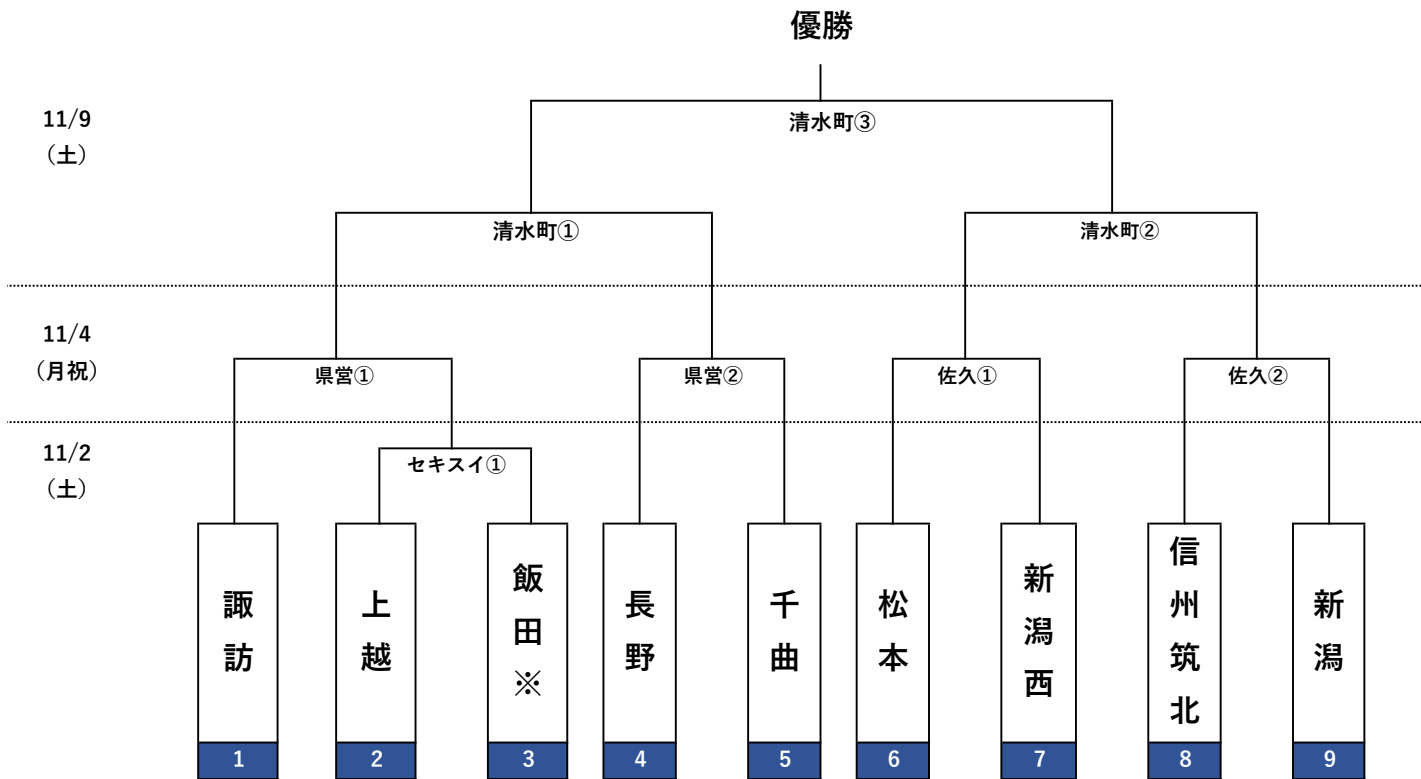 優勝
11/9
（土）
清水町③
清水町①
清水町②
11/4
（月祝）
県営①
県営②
佐久①
佐久②
11/2
（土）
セキスイ①
諏訪
上越
飯田※
長野
千曲
松本
新潟西
信州筑北
新潟
1
2
3
4
5
6
7
8
9